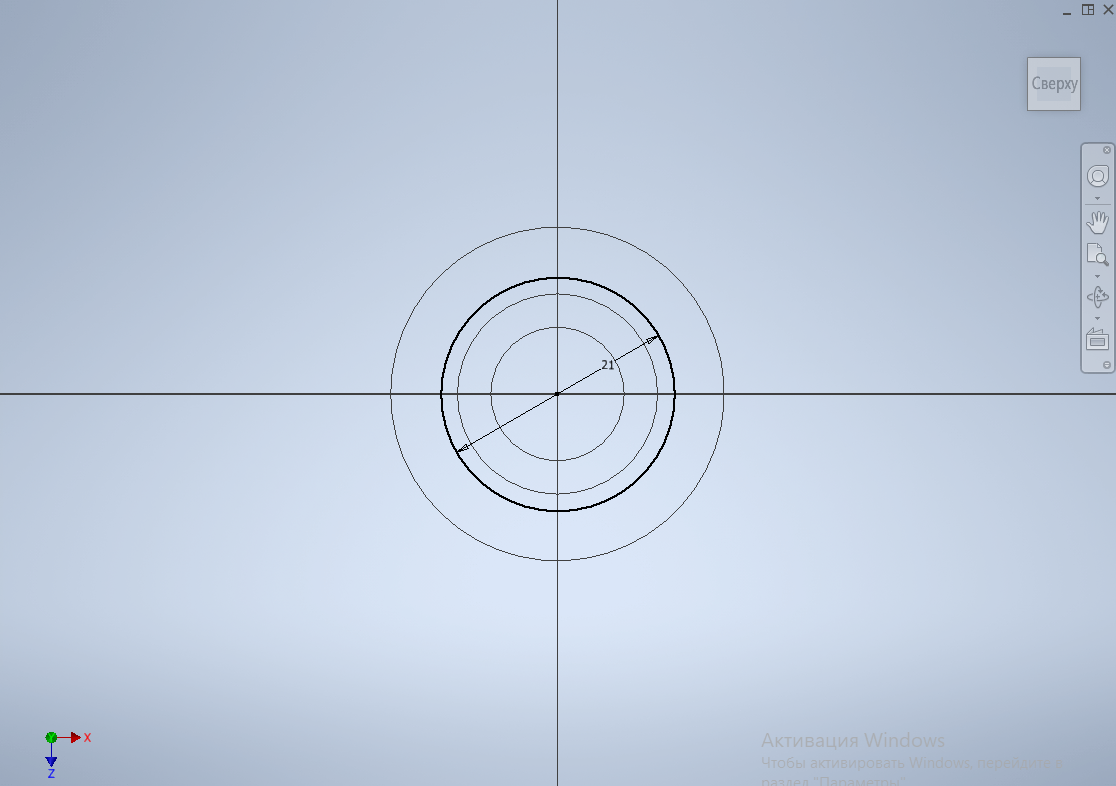 Сверху
21
X
Z
Активация Windows
Чтобы активировать Windows, перейдите в
раздел "Параметры".